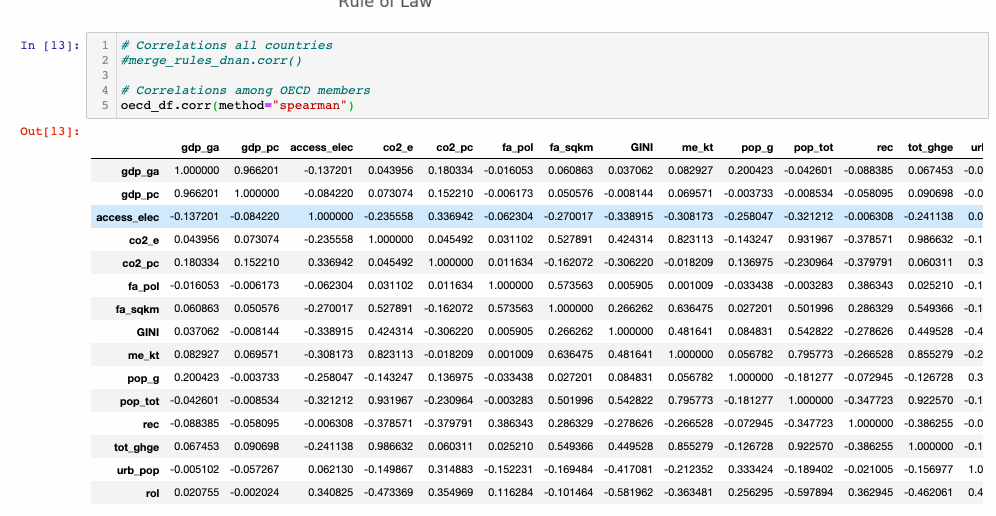 Rule of Law
In [13]:
1 # Correlations all countries
2 #merge_rules_dnan.corr()
3
4 # Correlations among OECD members
5 oecd_df.corr(method="spearman")
Out[13]:
gdp_ga gdp_pc access_elec co2_e co2_pc fa_pol fa_sqkm GINI me_kt pop_g pop_tot rec tot_ghge
gdp_ga 1.000000 0.966201 -0.137201 0.043956 0.180334 -0.016053 0.060863 0.037062 0.082927 0.200423 -0.042601 -0.088385 0.067453 -0.0
gdp_pc 0.966201 1.000000 -0.084220 0.073074 0.152210 -0.006173 0.050576 -0.008144 0.069571 -0.003733 -0.008534 -0.058095 0.090698 -0.0
access_elec -0.137201 -0.084220 1.000000 -0.235558 0.336942 -0.062304 -0.270017 -0.338915 -0.308173 -0.258047 -0.321212 -0.006308 -0.241138 0.0
co2_e 0.043956 0.073074 -0.235558 1.000000 0.045492 0.031102 0.527891 0.424314 0.823113 -0.143247 0.931967 -0.378571 0.986632 -0.1
co2_pc 0.180334 0.152210 0.336942 0.045492 1.000000 0.011634 -0.162072 -0.306220 -0.018209 0.136975 -0.230964 -0.379791 0.060311 0.3
fa_pol -0.016053 -0.006173 -0.062304 0.031102 0.011634 1.000000 0.573563 0.005905 0.001009 -0.033438 -0.003283 0.386343 0.025210 -0.1
fa_sqkm 0.060863 0.050576 -0.270017 0.527891 -0.162072 0.573563 1.000000 0.266262 0.636475 0.027201 0.501996 0.286329 0.549366 -0.1
GINI 0.037062 -0.008144 -0.338915 0.424314 -0.306220 0.005905 0.266262 1.000000 0.481641 0.084831 0.542822 -0.278626 0.449528 -0.4
me_kt 0.082927 0.069571 -0.308173 0.823113 -0.018209 0.001009 0.636475 0.481641 1.000000 0.056782 0.795773 -0.266528 0.855279 -0.2
pop_g 0.200423 -0.003733 -0.258047 -0.143247 0.136975 -0.033438 0.027201 0.084831 0.056782 1.000000 -0.181277 -0.072945 -0.126728 0.3
pop_tot -0.042601 -0.008534 -0.321212 0.931967 -0.230964 -0.003283 0.501996 0.542822 0.795773 -0.181277 1.000000 -0.347723 0.922570 -0.1
rec -0.088385 -0.058095 -0.006308 -0.378571 -0.379791 0.386343 0.286329 -0.278626 -0.266528 -0.072945 -0.347723 1.000000 -0.386255 -0.0
tot_ghge 0.067453 0.090698 -0.241138 0.986632 0.060311 0.025210 0.549366 0.449528 0.855279 -0.126728 0.922570 -0.386255 1.000000 -0.1
urb_pop -0.005102 -0.057267 0.062130 -0.149867 0.314883 -0.152231 -0.169484 -0.417081 -0.212352 0.333424 -0.189402 -0.021005 -0.156977 1.0
rol 0.020755 -0.002024 0.340825 -0.473369 0.354969 0.116284 -0.101464 -0.581962 -0.363481 0.256295 -0.597894 0.362945 -0.462061 0.4